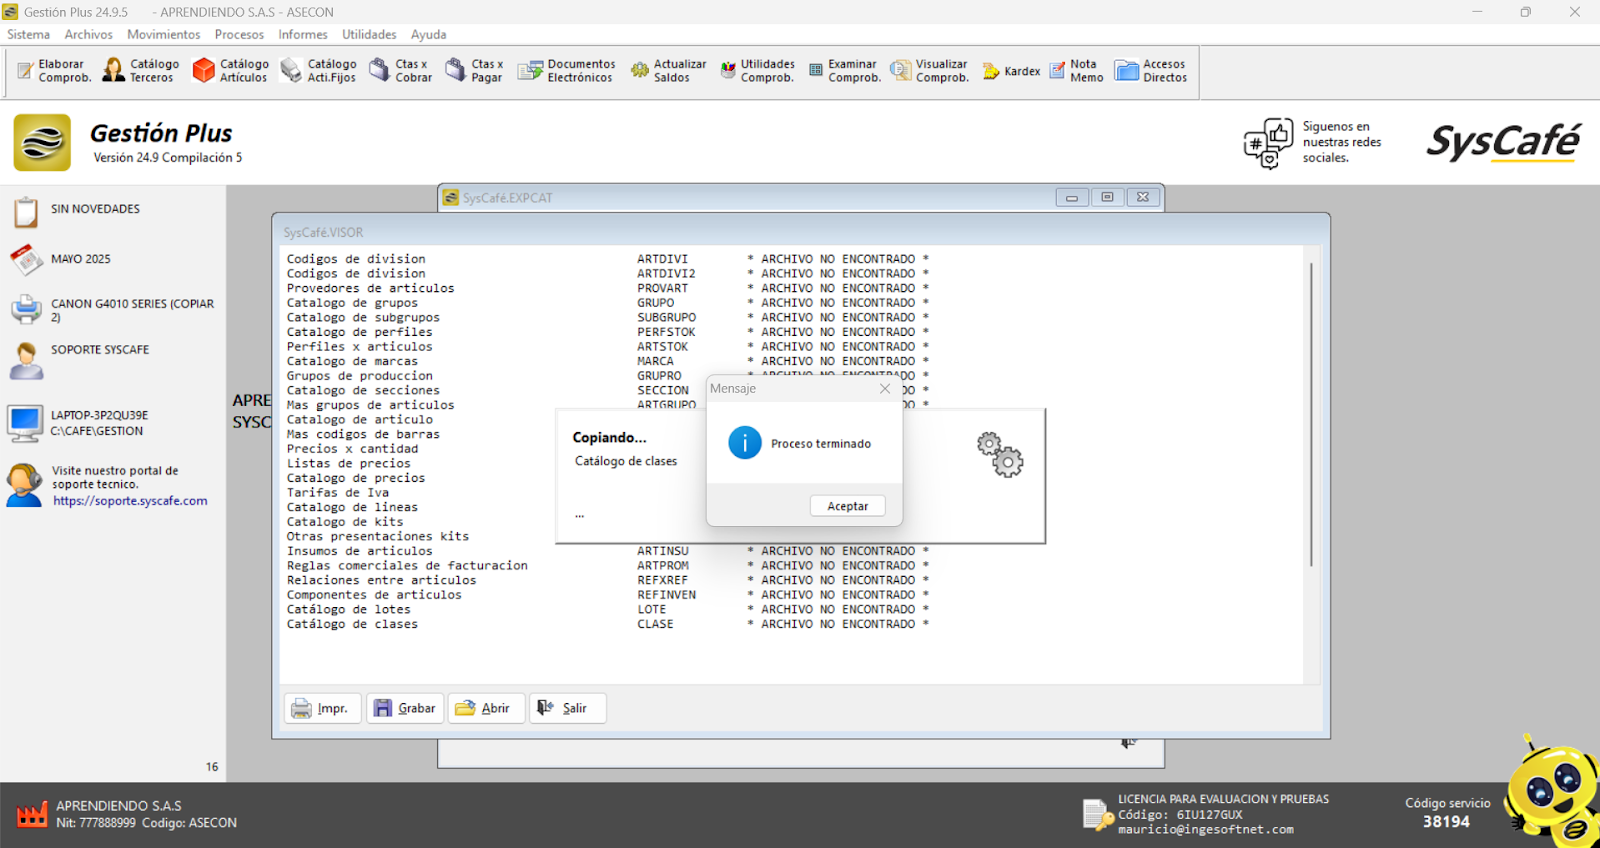 Gestión Plus 24.9.5 - APRENDIENDO S.A.S - ASECON
Sistema Archivos Movimientos Procesos Informes Utilidades Ayuda
Elaborar Comprob.
Catálogo Terceros
Catálogo Artículos
Catálogo Acti.Fijos
Ctas x Cobrar
Ctas x Pagar
Documentos Electrónicos
Actualizar Saldos
Utilidades Comprob.
Examinar Comprob.
Visualizar Comprob.
Kardex
Nota Memo
Accesos Directos
Gestión Plus
Versión 24.9 Compilación 5
Siguenos en
nuestras redes
sociales.
SysCafé
SIN NOVEDADES
MAYO 2025
CANON G4010 SERIES (COPIAR
2)
SOPORTE SYSCAFE
LAPTOP-3P2QU39E
C:\CAFE\GESTION
Visite nuestro portal de
soporte tecnico.
https://soporte.syscafe.com
16
APRE
SYSC
SysCafé.EXPCAT
SysCafé.VISOR
Codigos de division ARTDIVI * ARCHIVO NO ENCONTRADO *
Codigos de division ARTDIVI2 * ARCHIVO NO ENCONTRADO *
Provedores de articulos PROVART * ARCHIVO NO ENCONTRADO *
Catalogo de grupos GRUPO * ARCHIVO NO ENCONTRADO *
Catalogo de subgrupos SUBGRUPO * ARCHIVO NO ENCONTRADO *
Catalogo de perfiles PERFSTOK * ARCHIVO NO ENCONTRADO *
Perfiles x articulos ARTSTOK * ARCHIVO NO ENCONTRADO *
Catalogo de marcas MARCA * ARCHIVO NO ENCONTRADO *
Grupos de produccion GRUPRO * ARCHIVO NO ENCONTRADO *
Catalogo de secciones SECCION DO *
Mas grupos de articulos ARTGRUPO DO *
Catalogo de articulo
Mas codigos de barras
Precios x cantidad
Listas de precios
Catalogo de precios
Tarifas de Iva
Catalogo de lineas
Catalogo de kits
Otras presentaciones kits
Insumos de articulos ARTINSU * ARCHIVO NO ENCONTRADO *
Reglas comerciales de facturacion ARTPROM * ARCHIVO NO ENCONTRADO *
Relaciones entre articulos REFXREF * ARCHIVO NO ENCONTRADO *
Componentes de articulos REFINVEN * ARCHIVO NO ENCONTRADO *
Catálogo de lotes LOTE * ARCHIVO NO ENCONTRADO *
Catálogo de clases CLASE * ARCHIVO NO ENCONTRADO *
Copiando...
Catálogo de clases
...
Mensaje
Proceso terminado
Aceptar
Impr. Grabar Abrir Salir
APRENDIENDO S.A.S
Nit: 777888999 Codigo: ASECON
LICENCIA PARA EVALUACION Y PRUEBAS
Código: 6IU127GUX
mauricio@ingesoftnet.com
Código servicio
38194